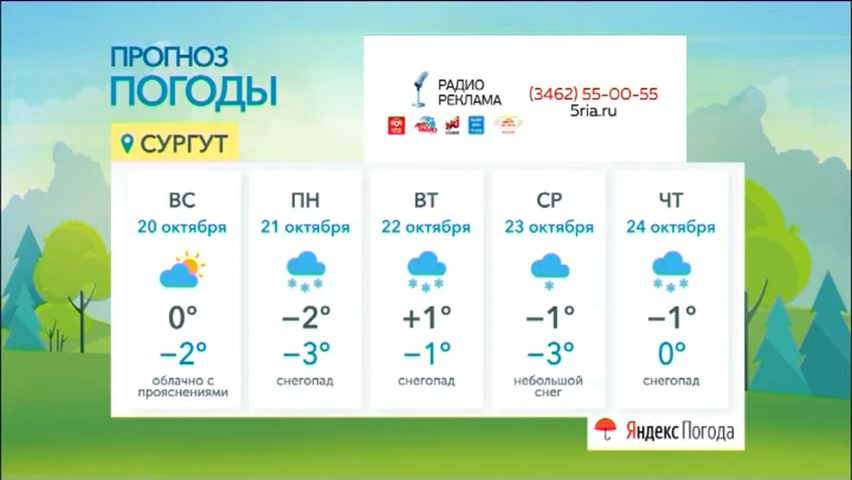 ПРОГНОЗ
ПОГОДЫ
СУРГУТ
РАДИО
РЕКЛАМА
(3462) 55-00-55
5ria.ru
ВС
20 октября
0°
−2°
облачно с
прояснениями
ПН
21 октября
−2°
−3°
снегопад
ВТ
22 октября
+1°
−1°
снегопад
СР
23 октября
−1°
−3°
небольшой
снег
ЧТ
24 октября
−1°
0°
снегопад
Яндекс Погода